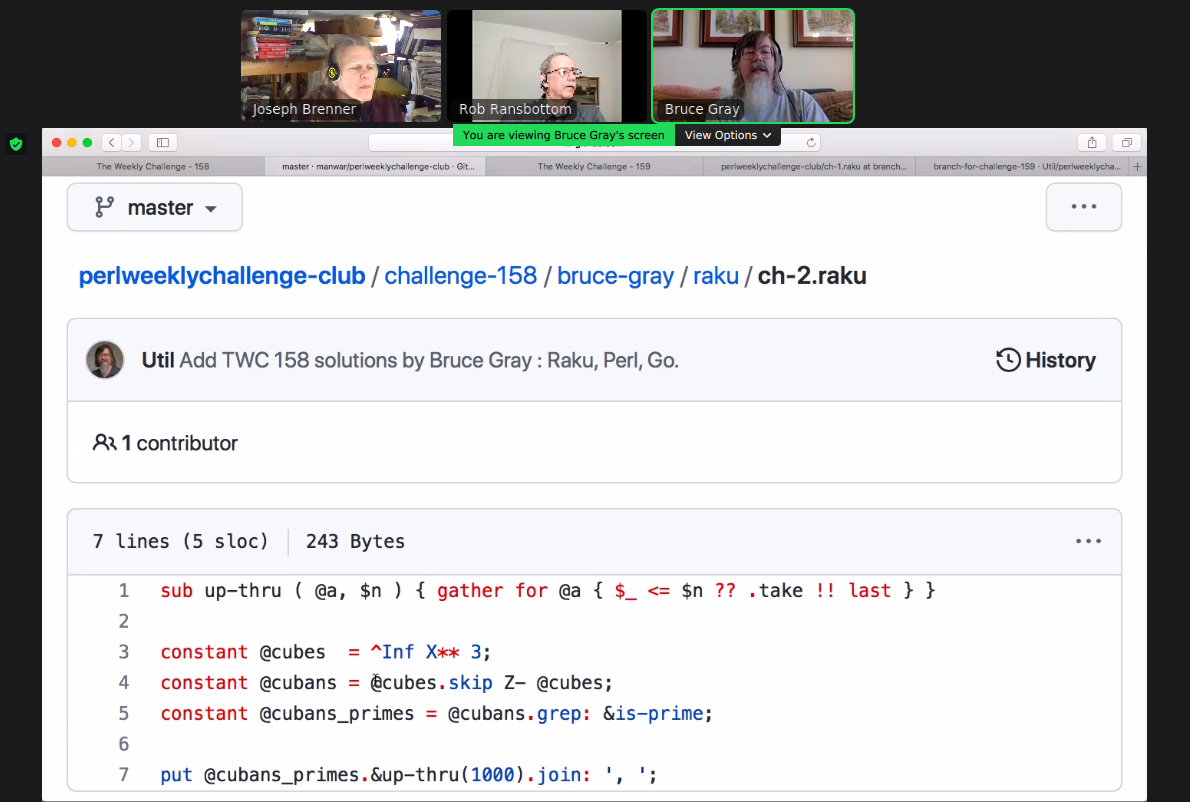 Joseph Brenner
Rob Ransbottom
Bruce Gray
You are viewing Bruce Gray's screen
View Options
The Weekly Challenge - 158
master · manwar/perlweeklychallenge-club · Git...
The Weekly Challenge - 159
perlweeklychallenge-club/ch-1.raku at branch...
branch-for-challenge-159 · Util/perlweeklycha...
master
perlweeklychallenge-club / challenge-158 / bruce-gray / raku / ch-2.raku
Util Add TWC 158 solutions by Bruce Gray : Raku, Perl, Go.
History
1 contributor
7 lines (5 sloc)
243 Bytes
1 sub up-thru ( @a, $n ) { gather for @a { $_ <= $n ?? .take !! last } }
2
3 constant @cubes = ^Inf X** 3;
4 constant @cubans = @cubes.skip Z- @cubes;
5 constant @cubans_primes = @cubans.grep: &is-prime;
6
7 put @cubans_primes.&up-thru(1000).join: ', ';